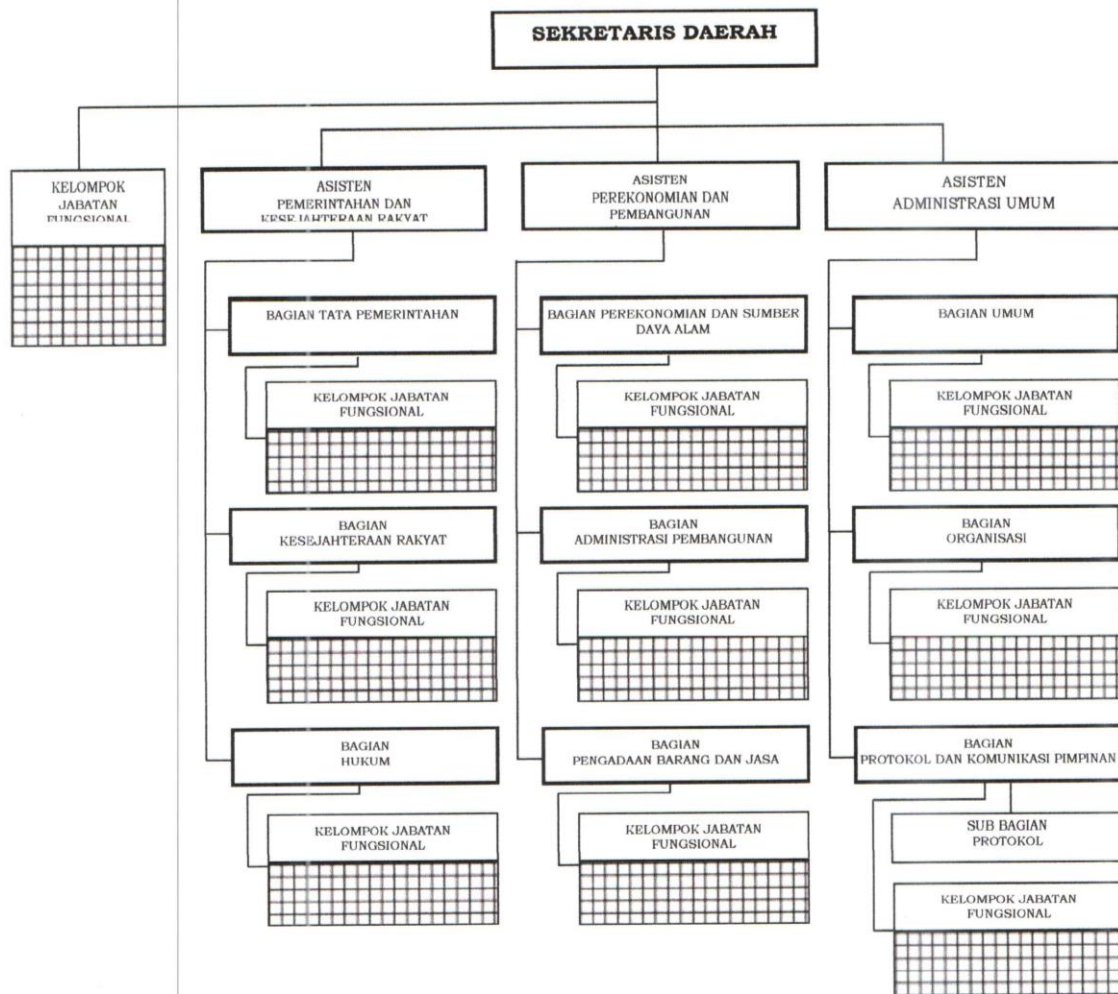 SEKRETARIS DAERAH
KELOMPOK
JABATAN
FUNGSIONAL
ASISTEN
PEMERINTAHAN DAN
KESEJAHTERAAN RAKYAT
ASISTEN
PEREKONOMIAN DAN
PEMBANGUNAN
ASISTEN
ADMINISTRASI UMUM
BAGIAN TATA PEMERINTAHAN
KELOMPOK JABATAN
FUNGSIONAL
BAGIAN
KESEJAHTERAAN RAKYAT
KELOMPOK JABATAN
FUNGSIONAL
BAGIAN
HUKUM
KELOMPOK JABATAN
FUNGSIONAL
BAGIAN PEREKONOMIAN DAN SUMBER
DAYA ALAM
KELOMPOK JABATAN
FUNGSIONAL
BAGIAN
ADMINISTRASI PEMBANGUNAN
KELOMPOK JABATAN
FUNGSIONAL
BAGIAN
PENGADAAN BARANG DAN JASA
KELOMPOK JABATAN
FUNGSIONAL
BAGIAN UMUM
KELOMPOK JABATAN
FUNGSIONAL
BAGIAN
ORGANISASI
KELOMPOK JABATAN
FUNGSIONAL
BAGIAN
PROTOKOL DAN KOMUNIKASI PIMPINAN
SUB BAGIAN
PROTOKOL
KELOMPOK JABATAN
FUNGSIONAL